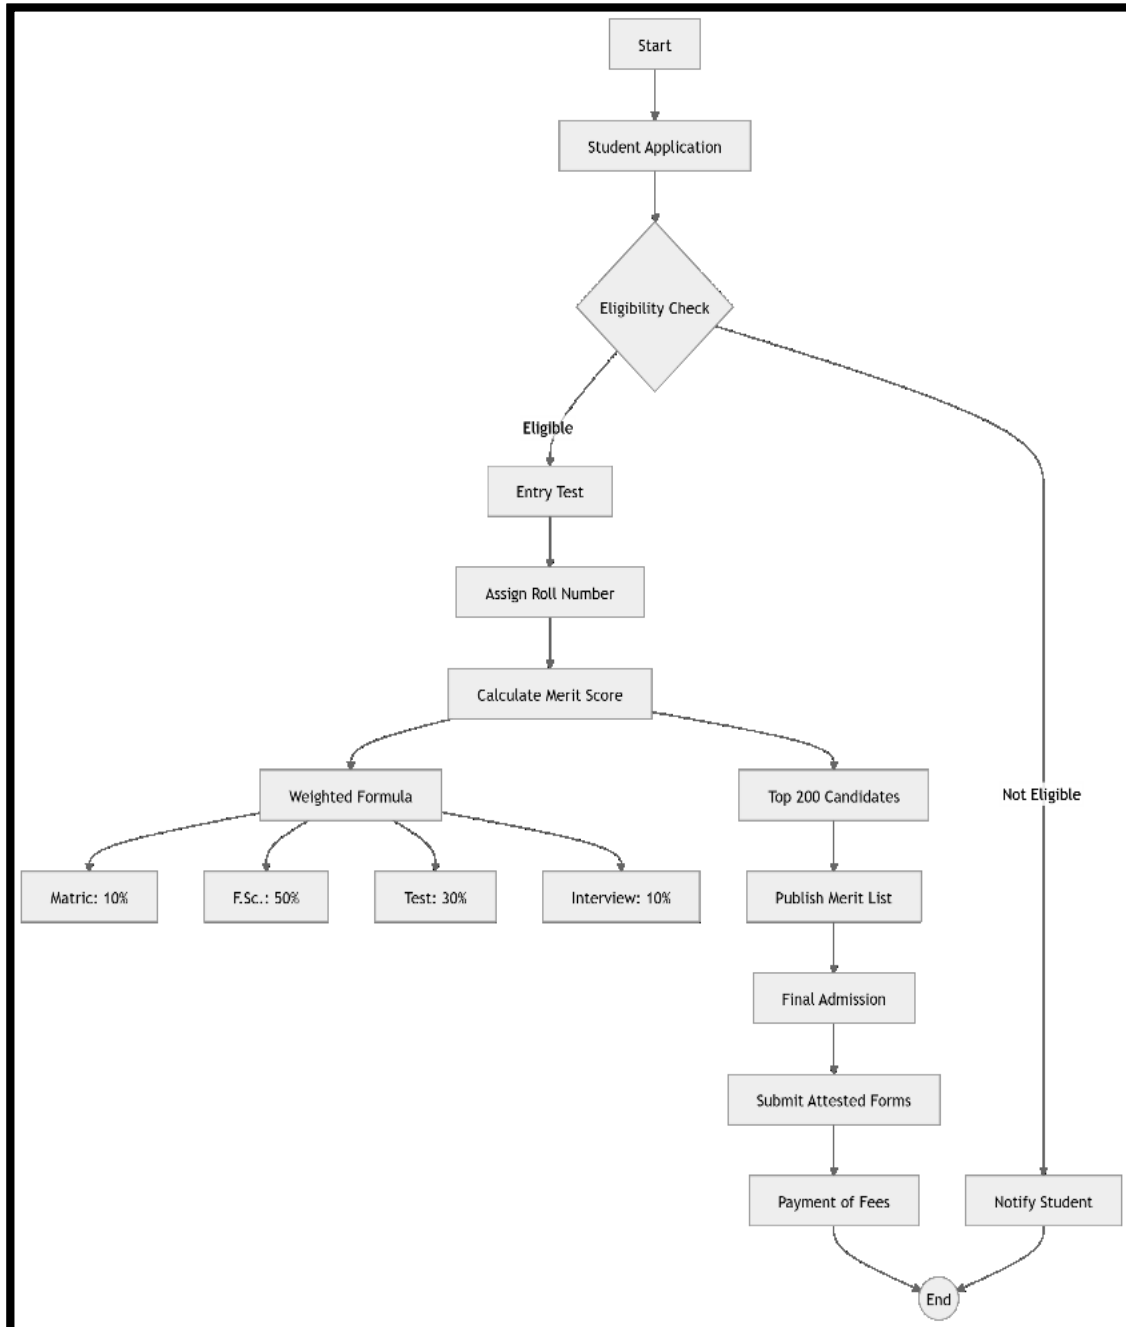 Start
Student Application
Eligibility Check
Eligible
Entry Test
Assign Roll Number
Calculate Merit Score
Weighted Formula
Top 200 Candidates
Not Eligible
Matric: 10%
F.Sc.: 50%
Test: 30%
Interview: 10%
Publish Merit List
Final Admission
Submit Attested Forms
Payment of Fees
Notify Student
End